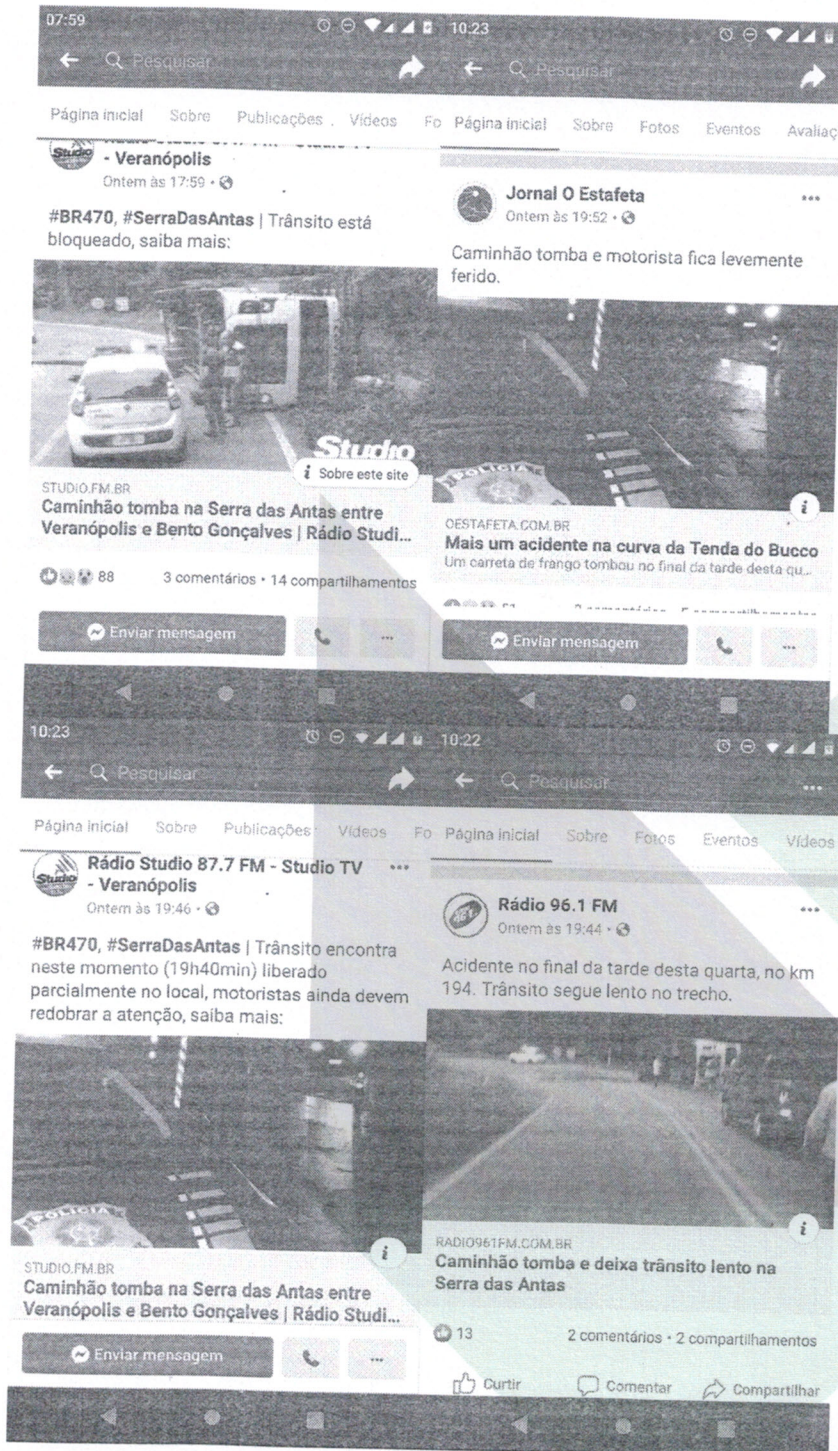 07:59
Pesquisar
Página inicial Sobre Publicações Vídeos Fo
Studio
- Veranópolis
Ontem às 17:59
#BR470, #SerraDasAntas | Trânsito está
bloqueado, saiba mais:
Studio
Sobre este site
STUDIO.FM.BR
Caminhão tomba na Serra das Antas entre
Veranópolis e Bento Gonçalves | Rádio Studi...
88 3 comentários • 14 compartilhamentos
Enviar mensagem
10:23
Pesquisar
Página inicial Sobre Fotos Eventos Avaliaç
Jornal O Estafeta
Ontem às 19:52
Caminhão tomba e motorista fica levemente
ferido.
POLICIA
OESTAFETA.COM.BR
Mais um acidente na curva da Tenda do Bucco
Um carreta de frango tombou no final da tarde desta qu...
Enviar mensagem
10:23
Pesquisar
Página inicial Sobre Publicações Vídeos Fo
Studio
Rádio Studio 87.7 FM - Studio TV
- Veranópolis
Ontem às 19:46
#BR470, #SerraDasAntas | Trânsito encontra
neste momento (19h40min) liberado
parcialmente no local, motoristas ainda devem
redobrar a atenção, saiba mais:
POLICIA
STUDIO.FM.BR
Caminhão tomba na Serra das Antas entre
Veranópolis e Bento Gonçalves | Rádio Studi...
Enviar mensagem
10:22
Pesquisar
Página inicial Sobre Fotos Eventos Vídeos
Rádio 96.1 FM
Ontem às 19:44
Acidente no final da tarde desta quarta, no km
194. Trânsito segue lento no trecho.
RADIO961FM.COM.BR
Caminhão tomba e deixa trânsito lento na
Serra das Antas
13 2 comentários • 2 compartilhamentos
Curtir Comentar Compartilhar